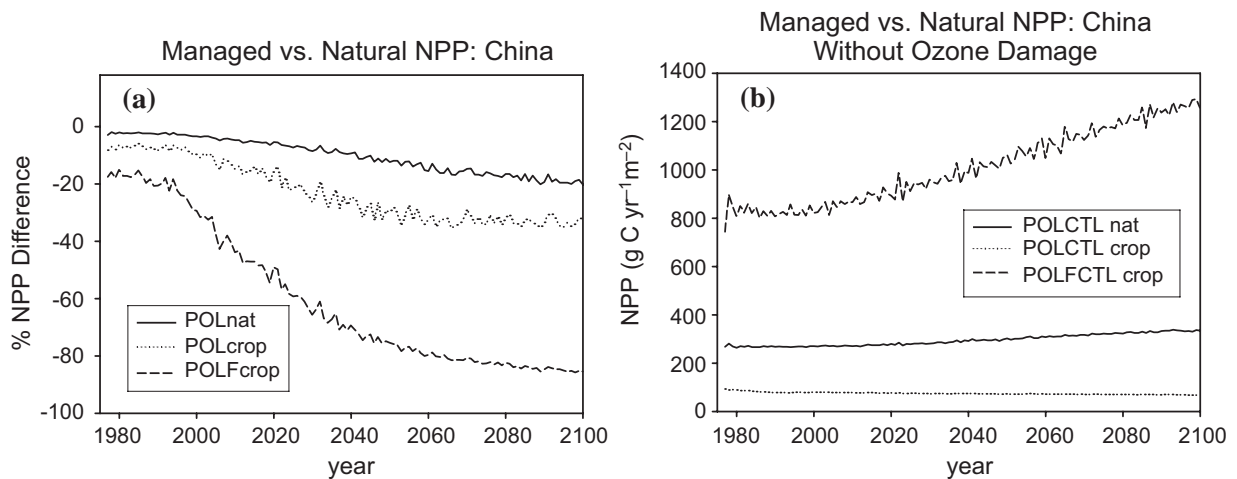 Managed vs. Natural NPP: China
(a)
% NPP Difference
0
-20
-40
-60
-80
-100
POLnat
POLcrop
POLFcrop
1980 2000 2020 2040 2060 2080 2100
year
Managed vs. Natural NPP: China
Without Ozone Damage
(b)
NPP (g C yr⁻¹m⁻²)
1400
1200
1000
800
600
400
200
0
POLCTL nat
POLCTL crop
POLFCTL crop
1980 2000 2020 2040 2060 2080 2100
year